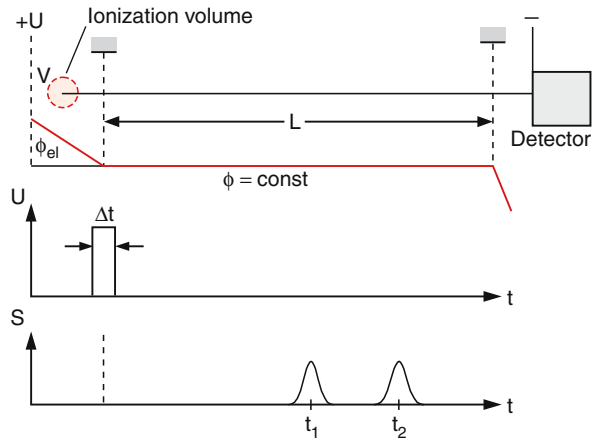 +U
Ionization volume
–
V
L
Detector
ϕel
ϕ = const
U
Δt
t
S
t
t1
t2